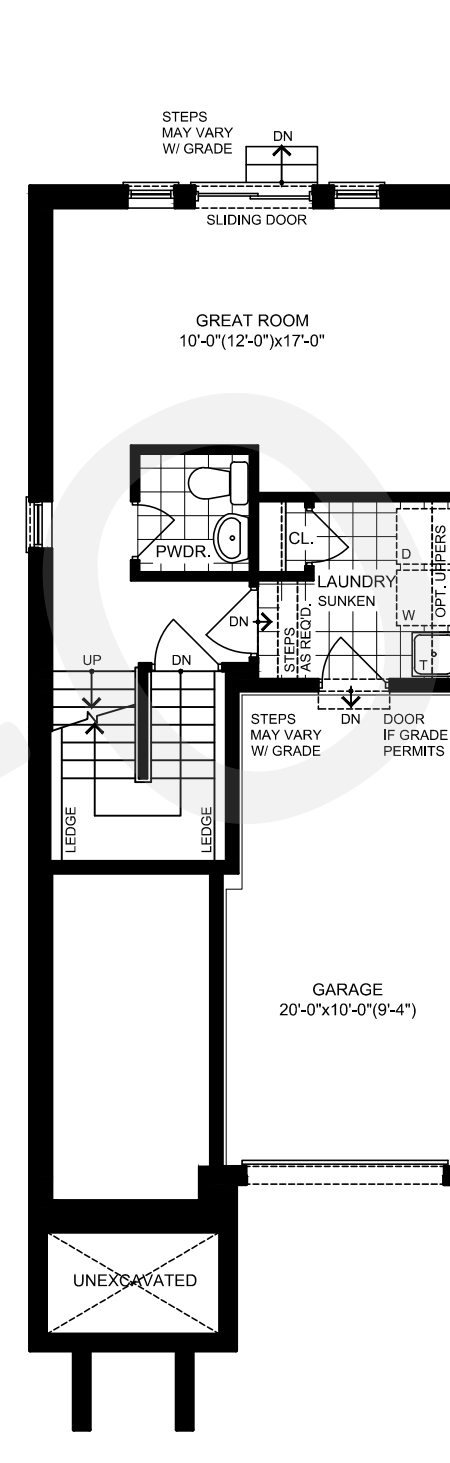 STEPS
MAY VARY
W/ GRADE
DN
SLIDING DOOR
GREAT ROOM
10'-0"(12'-0")x17'-0"
PWDR.
CL.
D
OPT. UPPERS
LAUNDRY
SUNKEN
W
DN
STEPS
AS REQ'D.
T
UP
DN
STEPS
MAY VARY
W/ GRADE
DN
DOOR
IF GRADE
PERMITS
LEDGE
LEDGE
GARAGE
20'-0"x10'-0"(9'-4")
UNEXCAVATED